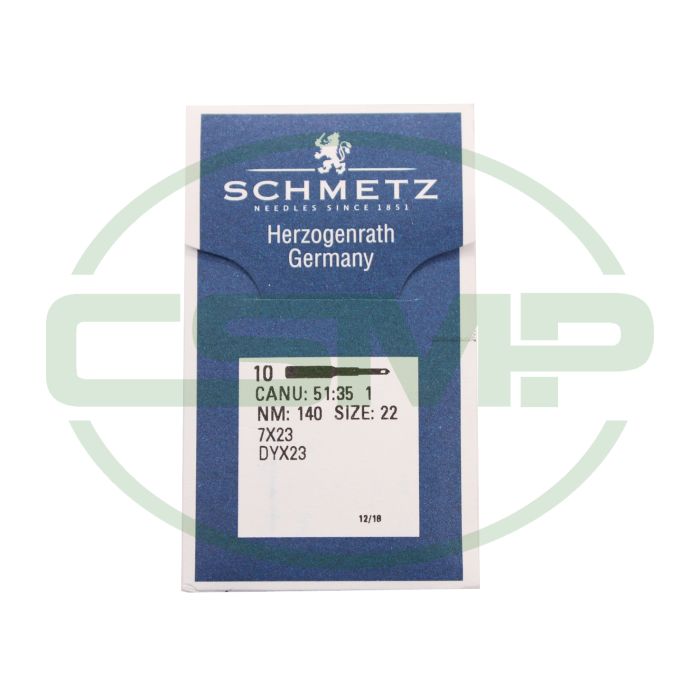 SCHMETZ
NEEDLES SINCE 1851
Herzogenrath
Germany
CSMP
10
CANU: 51:35 1
NM: 140 SIZE: 22
7X23
DYX23
12/18